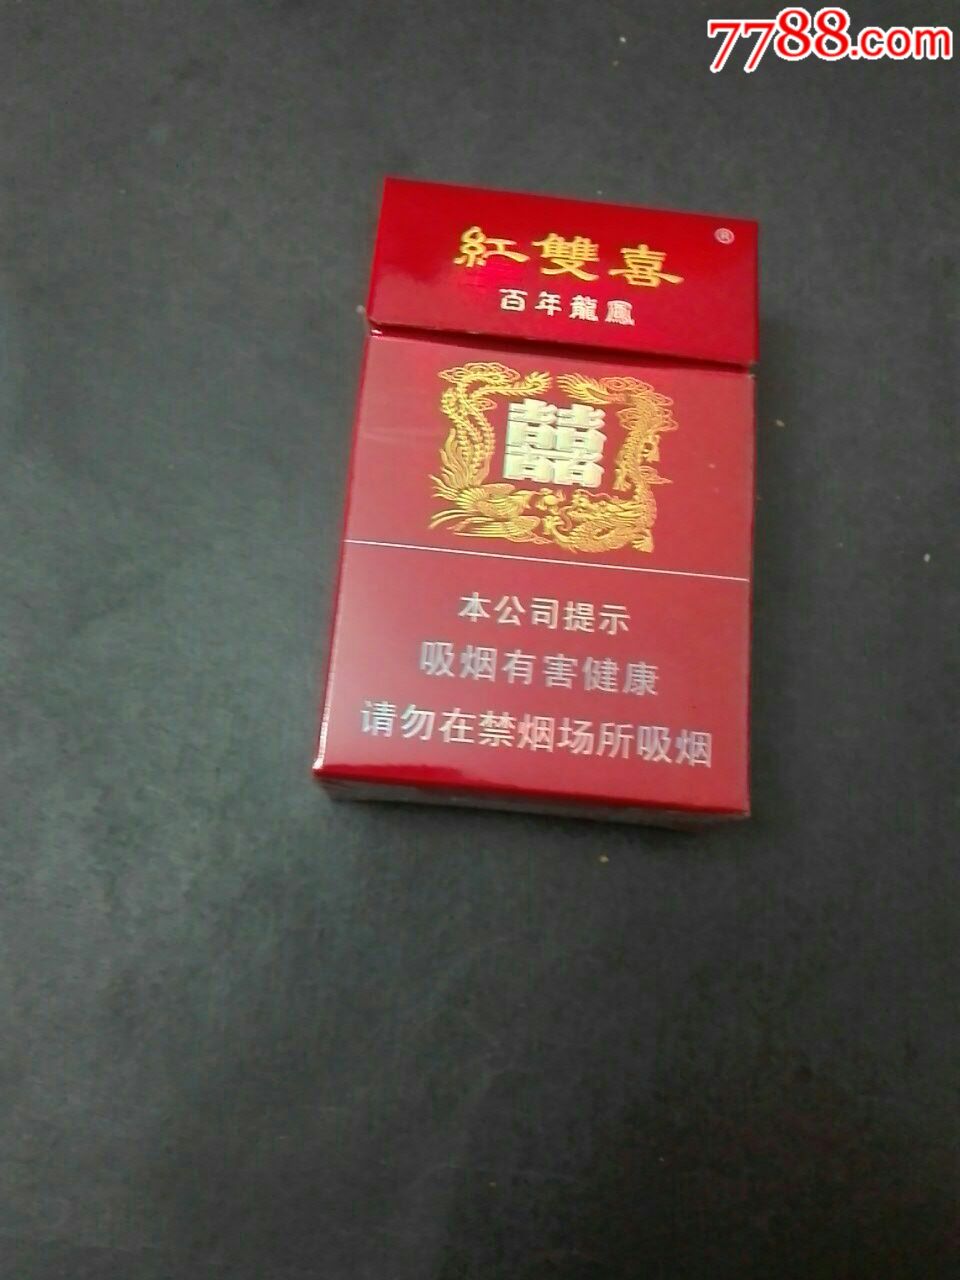 7788.com
紅雙喜®
百年龍鳳
囍
本公司提示
吸烟有害健康
请勿在禁烟场所吸烟